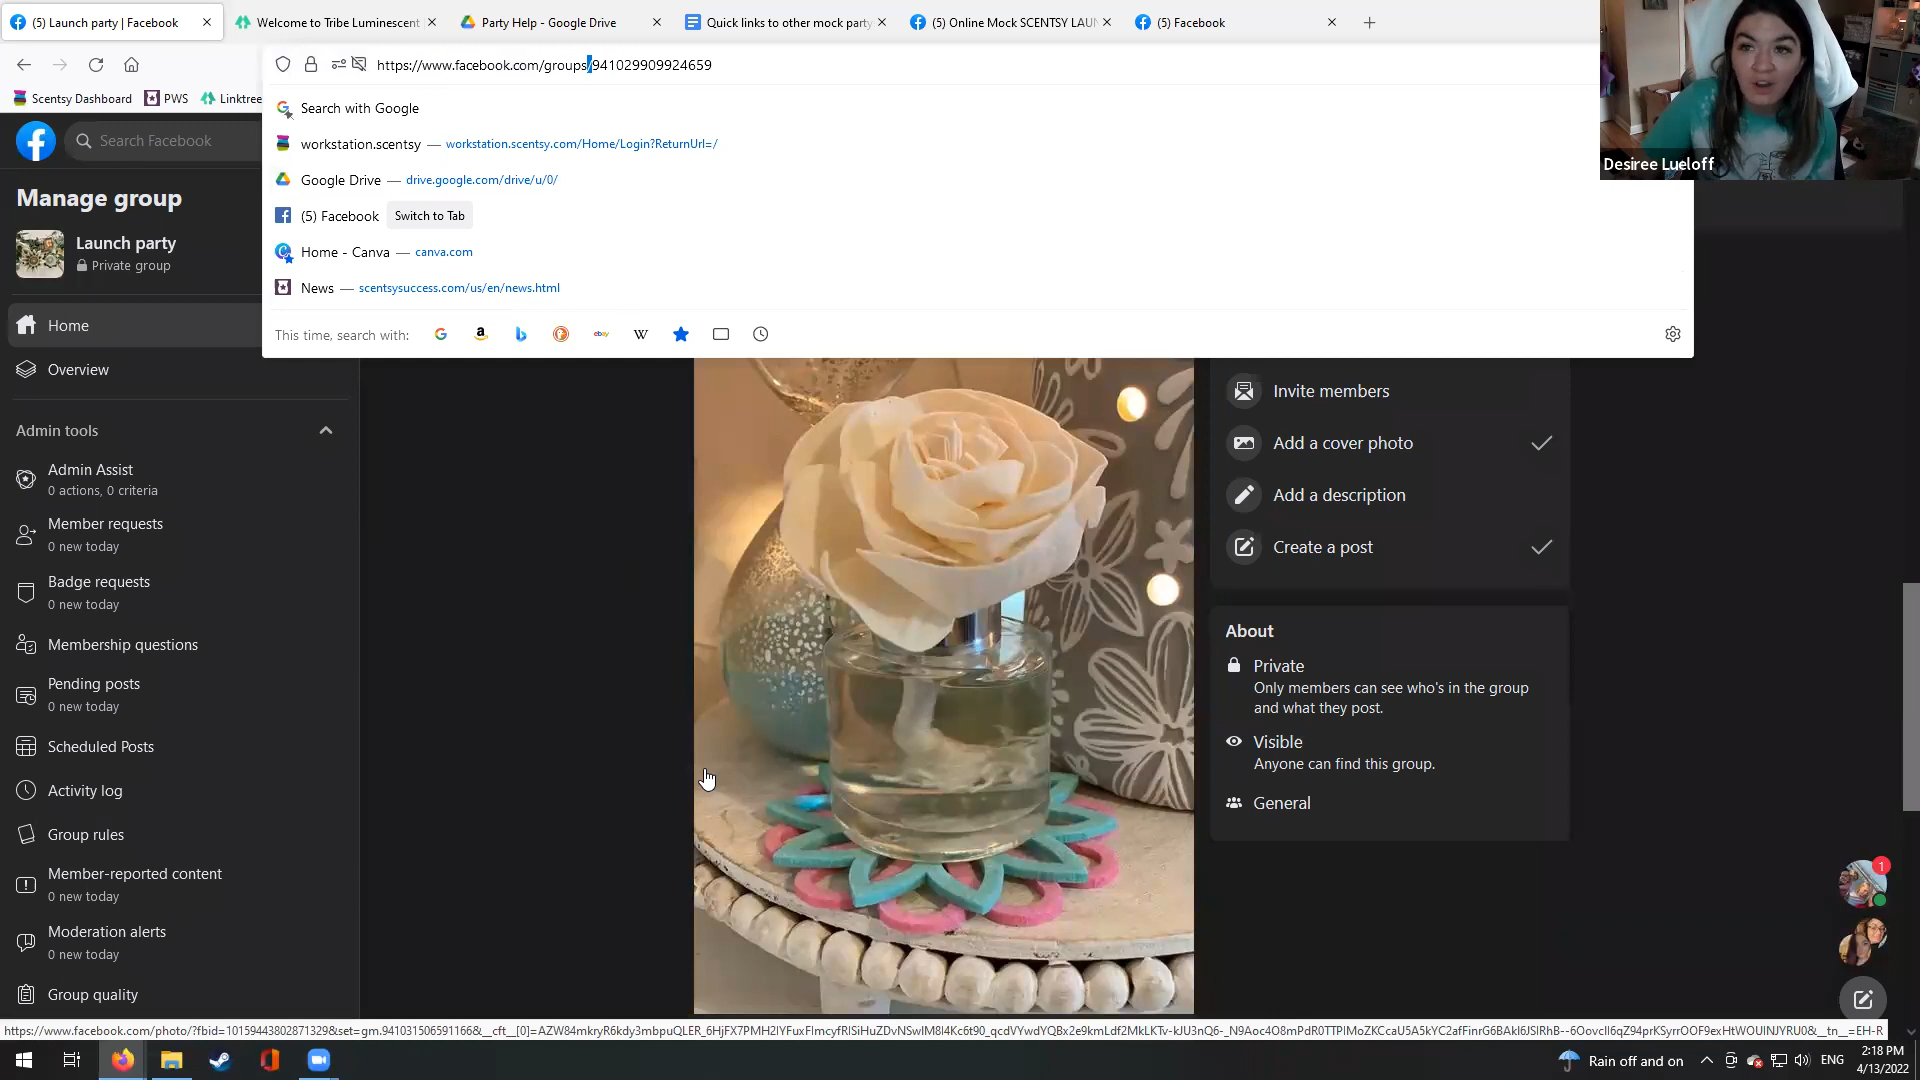 (5) Launch party | Facebook
Welcome to Tribe Luminescent
Party Help - Google Drive
Quick links to other mock party
(5) Online Mock SCENTSY LAUN
(5) Facebook
https://www.facebook.com/groups/941029909924659
Scentsy Dashboard
PWS
Linktree
Search with Google
workstation.scentsy — workstation.scentsy.com/Home/Login?ReturnUrl=/
Google Drive — drive.google.com/drive/u/0/
(5) Facebook Switch to Tab
Home - Canva — canva.com
News — scentsysuccess.com/us/en/news.html
This time, search with:
Desiree Lueloff
Search Facebook
Manage group
Launch party
Private group
Home
Overview
Admin tools
Admin Assist
0 actions, 0 criteria
Member requests
0 new today
Badge requests
0 new today
Membership questions
Pending posts
0 new today
Scheduled Posts
Activity log
Group rules
Member-reported content
0 new today
Moderation alerts
0 new today
Group quality
Invite members
Add a cover photo
Add a description
Create a post
About
Private
Only members can see who's in the group
and what they post.
Visible
Anyone can find this group.
General
1
Rain off and on
ENG
2:18 PM
4/13/2022